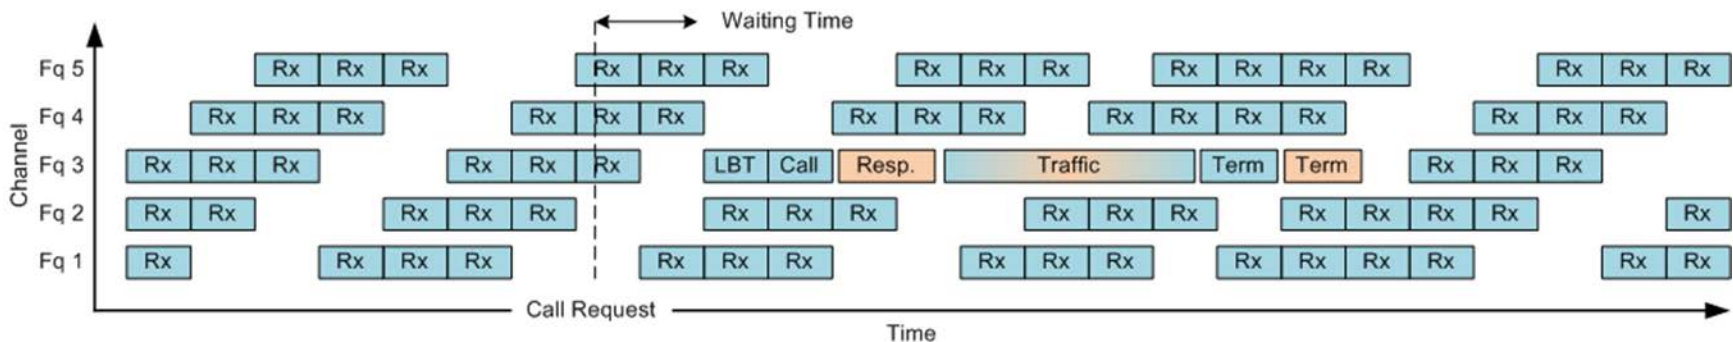 Waiting Time
Fq 5 Rx Rx Rx Rx Rx Rx Rx Rx Rx Rx Rx Rx Rx Rx Rx Rx
Fq 4 Rx Rx Rx Rx Rx Rx Rx Rx Rx Rx Rx Rx Rx Rx Rx Rx
Channel
Fq 3 Rx Rx Rx Rx Rx Rx LBT Call Resp. Traffic Term Term Rx Rx Rx
Fq 2 Rx Rx Rx Rx Rx Rx Rx Rx Rx Rx Rx Rx Rx Rx Rx Rx
Fq 1 Rx Rx Rx Rx Rx Rx Rx Rx Rx Rx Rx Rx Rx Rx Rx Rx
Call Request
Time